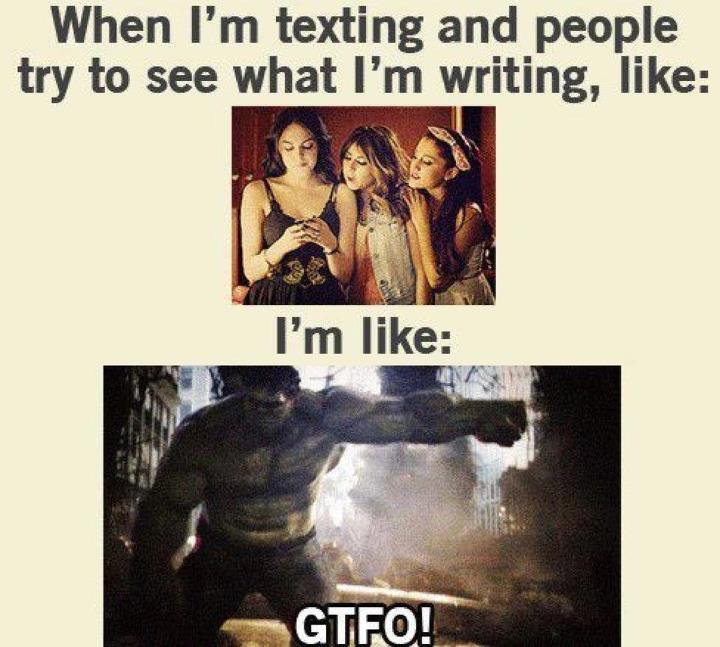 When I'm texting and people
try to see what I'm writing, like:
I'm like:
GTFO!